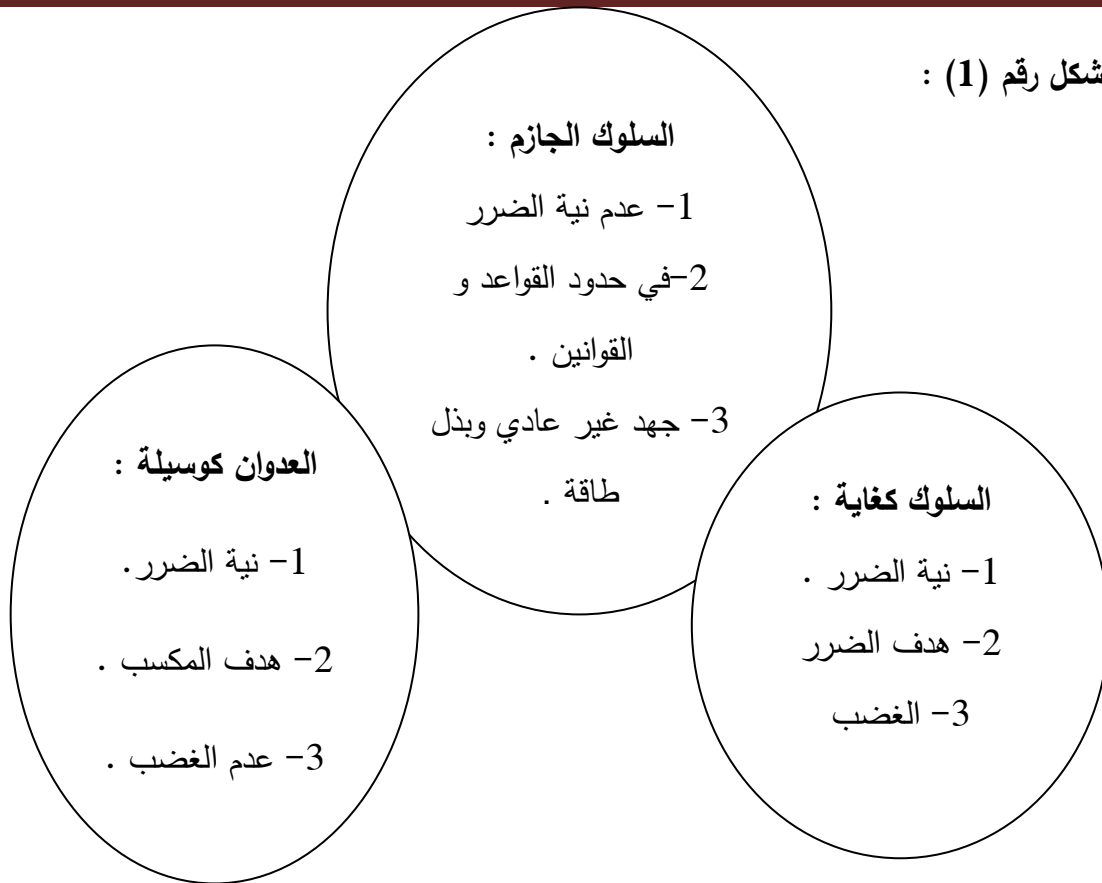 شكل رقم (1) :
السلوك الجازم :
1- عدم نية الضرر
2-في حدود القواعد و
القوانين .
3- جهد غير عادي وبذل
طاقة .
السلوك كغاية :
1- نية الضرر .
2- هدف الضرر
3- الغضب
العدوان كوسيلة :
1- نية الضرر.
2- هدف المكسب .
3- عدم الغضب .